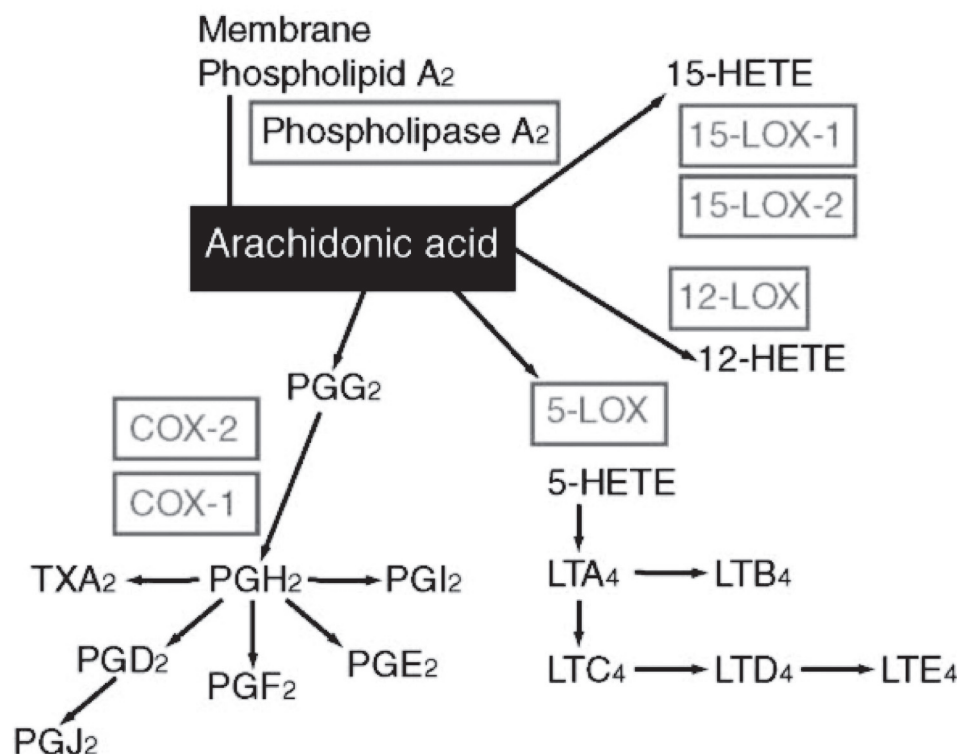 Membrane
Phospholipid A2
Phospholipase A2
15-HETE
15-LOX-1
15-LOX-2
Arachidonic acid
12-LOX
12-HETE
PGG2
5-LOX
COX-2
COX-1
5-HETE
TXA2 PGH2 PGI2
LTA4 LTB4
PGD2 PGF2 PGE2
LTC4 LTD4 LTE4
PGJ2